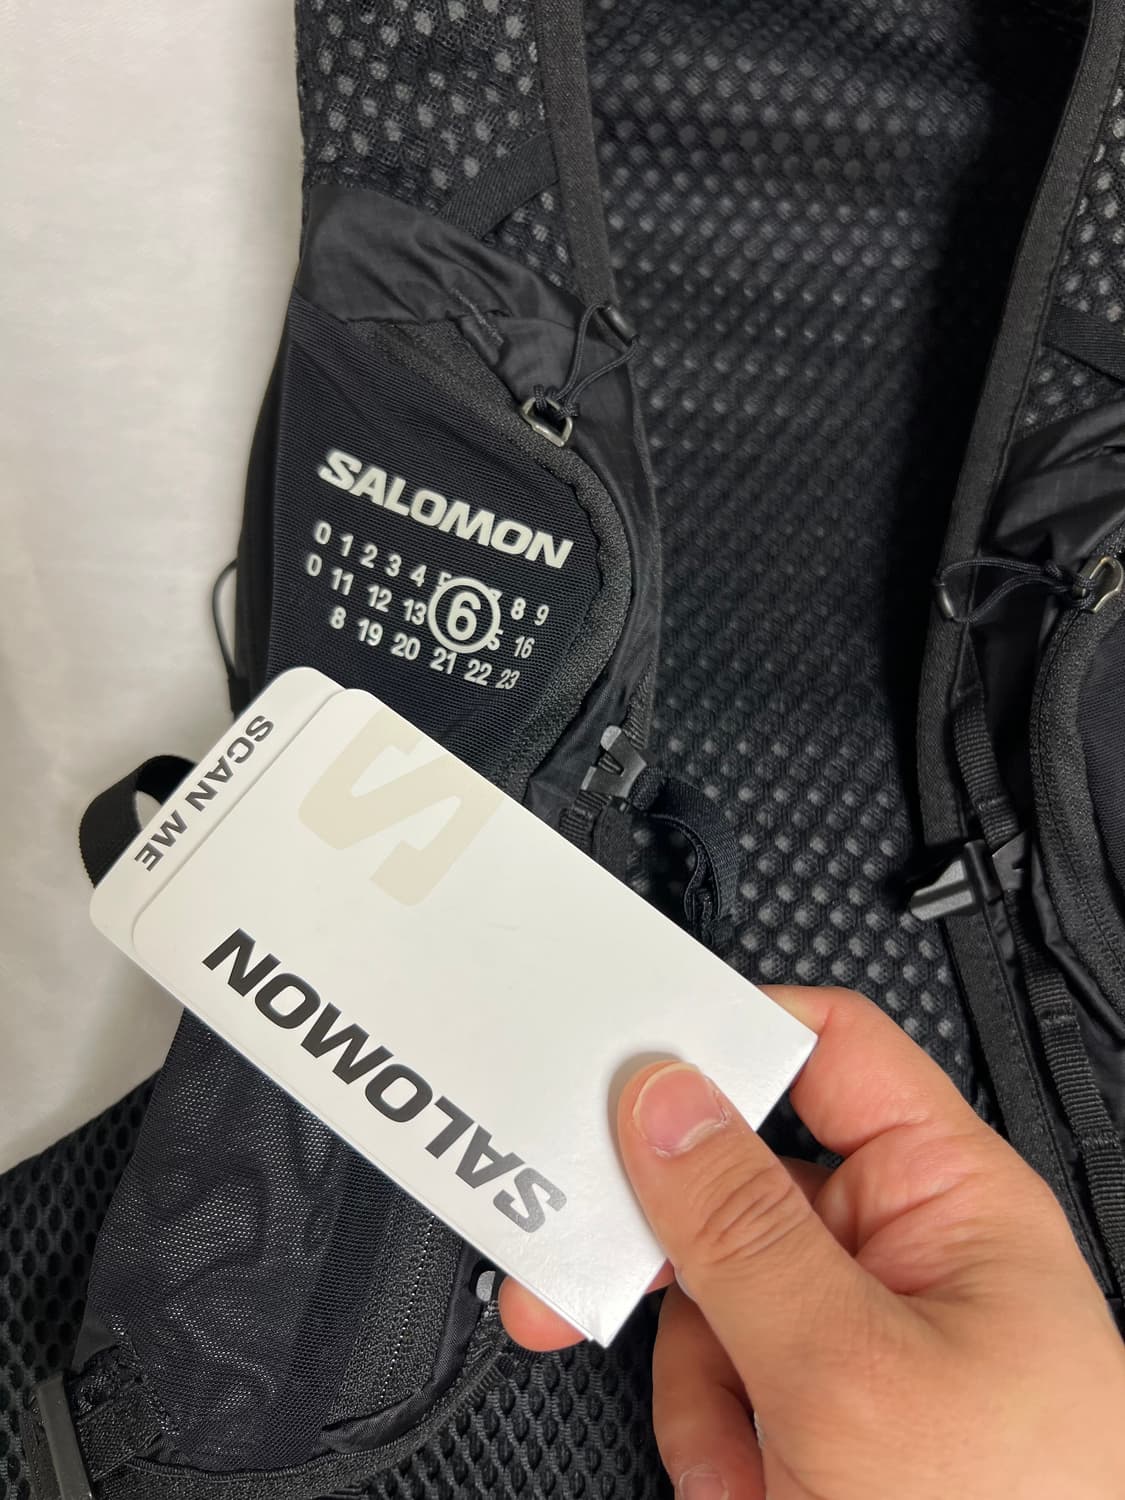 SALOMON
0 1 2 3 4 8 9
0 11 12 13 6 16
8 19 20 21 22 23
SCAN ME
SALOMON